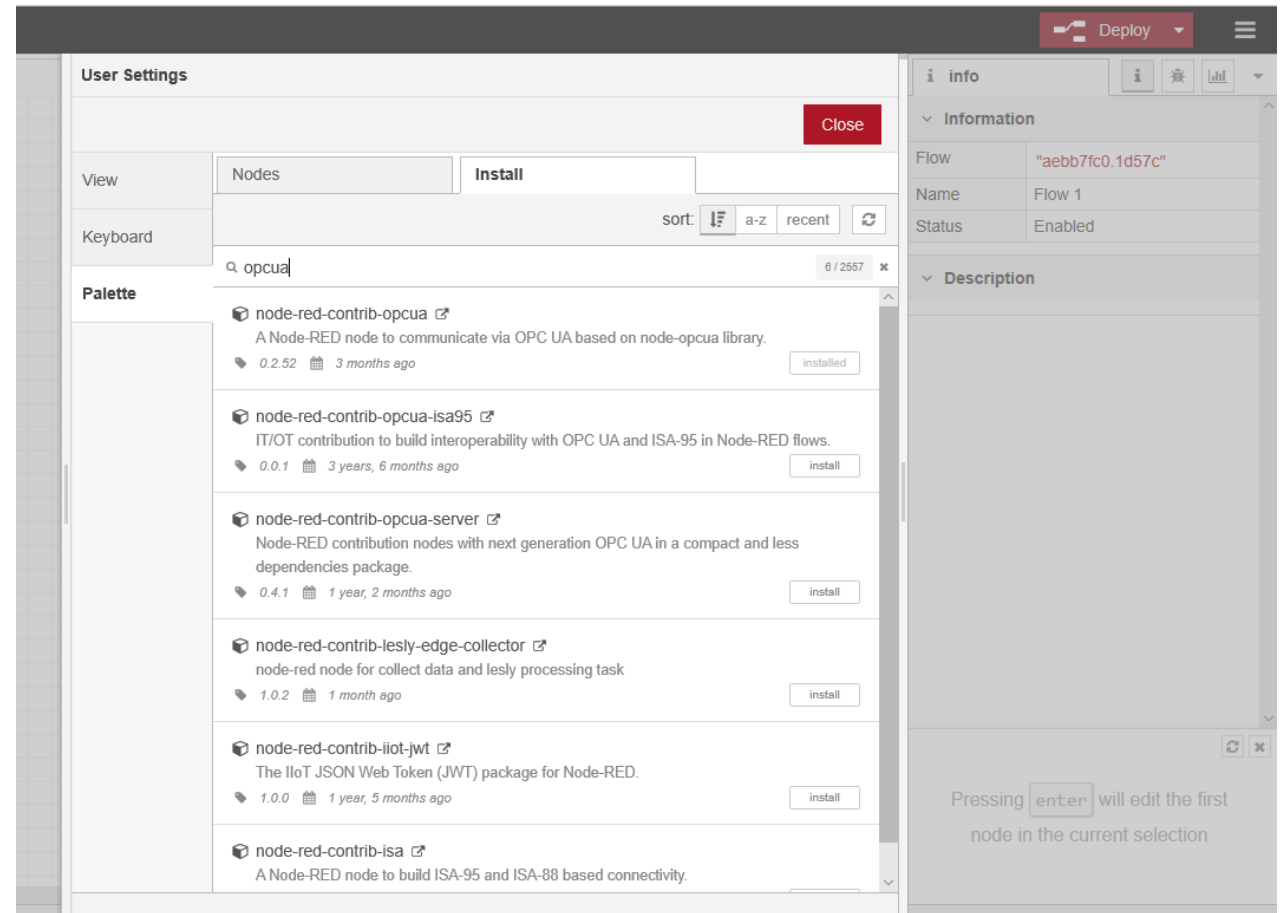 Deploy
User Settings
Close
View
Keyboard
Palette
Nodes
Install
sort: a-z recent
opcua
6 / 2557
node-red-contrib-opcua
A Node-RED node to communicate via OPC UA based on node-opcua library.
0.2.52 3 months ago
installed
node-red-contrib-opcua-isa95
IT/OT contribution to build interoperability with OPC UA and ISA-95 in Node-RED flows.
0.0.1 3 years, 6 months ago
install
node-red-contrib-opcua-server
Node-RED contribution nodes with next generation OPC UA in a compact and less
dependencies package.
0.4.1 1 year, 2 months ago
install
node-red-contrib-lesly-edge-collector
node-red node for collect data and lesly processing task
1.0.2 1 month ago
install
node-red-contrib-iiot-jwt
The IIoT JSON Web Token (JWT) package for Node-RED.
1.0.0 1 year, 5 months ago
install
node-red-contrib-isa
A Node-RED node to build ISA-95 and ISA-88 based connectivity.
i info
i
Information
Flow "aebb7fc0.1d57c"
Name Flow 1
Status Enabled
Description
Pressing enter will edit the first
node in the current selection